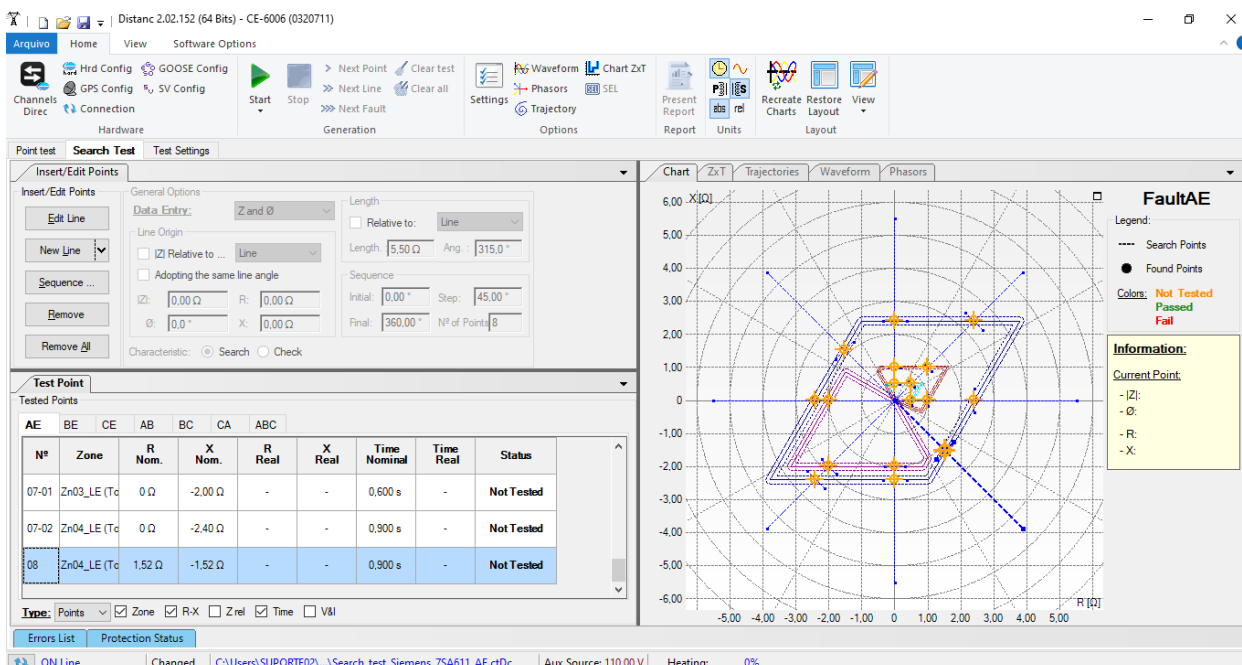 Distanc 2.02.152 (64 Bits) - CE-6006 (0320711)
Arquivo Home View Software Options
Channels Direc
Hrd Config GOOSE Config
GPS Config SV Config
Connection
Hardware
Start Stop
Next Point Clear test
Next Line Clear all
Next Fault
Generation
Settings
Waveform Chart ZxT
Phasors SEL
Trajectory
Options
Present Report
Report
abs rel
Units
Recreate Charts Restore Layout View
Layout
Point test Search Test Test Settings
Insert/Edit Points
Insert/Edit Points
Edit Line
New Line
Sequence ...
Remove
Remove All
General Options
Data Entry: Z and Ø
Line Origin
|Z| Relative to ... Line
Adopting the same line angle
|Z|: 0,00 Ω R: 0,00 Ω
Ø: 0,0 ° X: 0,00 Ω
Characteristic: Search Check
Length
Relative to: Line
Length. : 5,50 Ω Ang. : 315,0 °
Sequence
Initial: 0,00 ° Step: 45,00 °
Final: 360,00 ° Nº of Points 8
Test Point
Tested Points
AE BE CE AB BC CA ABC
Nº Zone R Nom. X Nom. R Real X Real Time Nominal Time Real Status
07-01 Zn03_LE (Tc 0 Ω -2,00 Ω - - 0,600 s - Not Tested
07-02 Zn04_LE (Tc 0 Ω -2,40 Ω - - 0,900 s - Not Tested
08 Zn04_LE (Tc 1,52 Ω -1,52 Ω - - 0,900 s - Not Tested
Type: Points Zone R-X Z rel Time V&I
Errors List Protection Status
Chart ZxT Trajectories Waveform Phasors
X [Ω]
6,00
5,00
4,00
3,00
2,00
1,00
0
-1,00
-2,00
-3,00
-4,00
-5,00
-6,00
-5,00 -4,00 -3,00 -2,00 -1,00 0 1,00 2,00 3,00 4,00 5,00
R [Ω]
FaultAE
Legend:
Search Points
Found Points
Colors: Not Tested
Passed
Fail
Information:
Current Point:
- |Z|:
- Ø:
- R:
- X:
ON Line Changed C:\Users\SUPORTE02\...\Search test_Siemens_7SA611_AE.ctDc Aux Source: 110,00 V Heating: 0%